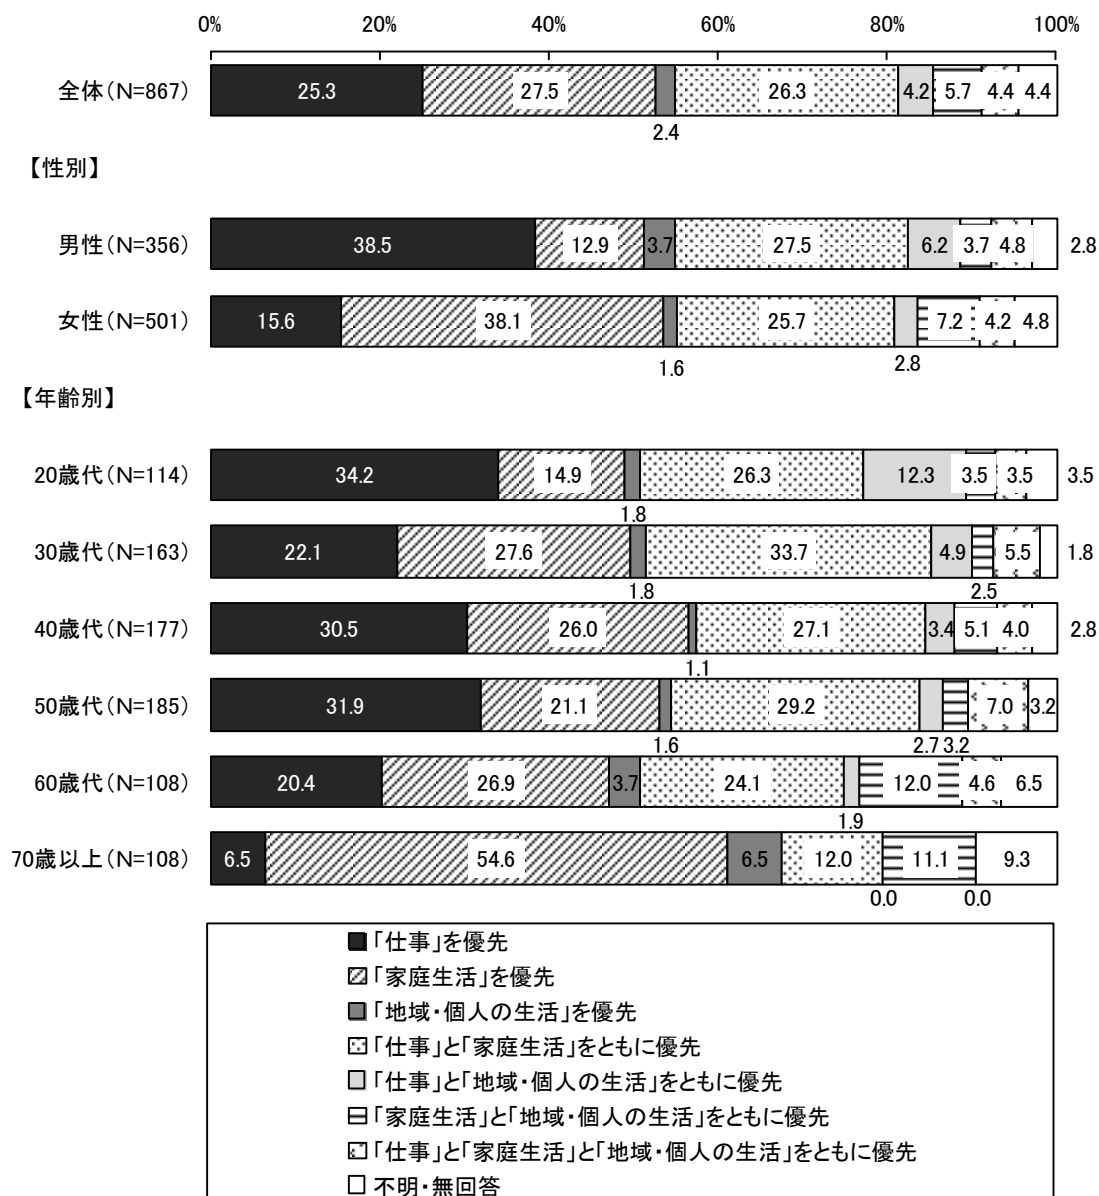 0% 20% 40% 60% 80% 100%
全体(N=867) 25.3 27.5 26.3 4.2 5.7 4.4 4.4
2.4
【性別】
男性(N=356) 38.5 12.9 3.7 27.5 6.2 3.7 4.8 2.8
女性(N=501) 15.6 38.1 25.7 7.2 4.2 4.8
1.6 2.8
【年齢別】
20歳代(N=114) 34.2 14.9 26.3 12.3 3.5 3.5 3.5
1.8
30歳代(N=163) 22.1 27.6 33.7 4.9 5.5 1.8
1.8 2.5
40歳代(N=177) 30.5 26.0 27.1 3.4 5.1 4.0 2.8
1.1
50歳代(N=185) 31.9 21.1 29.2 7.0 3.2
1.6 2.7 3.2
60歳代(N=108) 20.4 26.9 3.7 24.1 12.0 4.6 6.5
1.9
70歳以上(N=108) 6.5 54.6 6.5 12.0 11.1 9.3
0.0 0.0
「仕事」を優先
「家庭生活」を優先
「地域・個人の生活」を優先
「仕事」と「家庭生活」をともに優先
「仕事」と「地域・個人の生活」をともに優先
「家庭生活」と「地域・個人の生活」をともに優先
「仕事」と「家庭生活」と「地域・個人の生活」をともに優先
不明・無回答